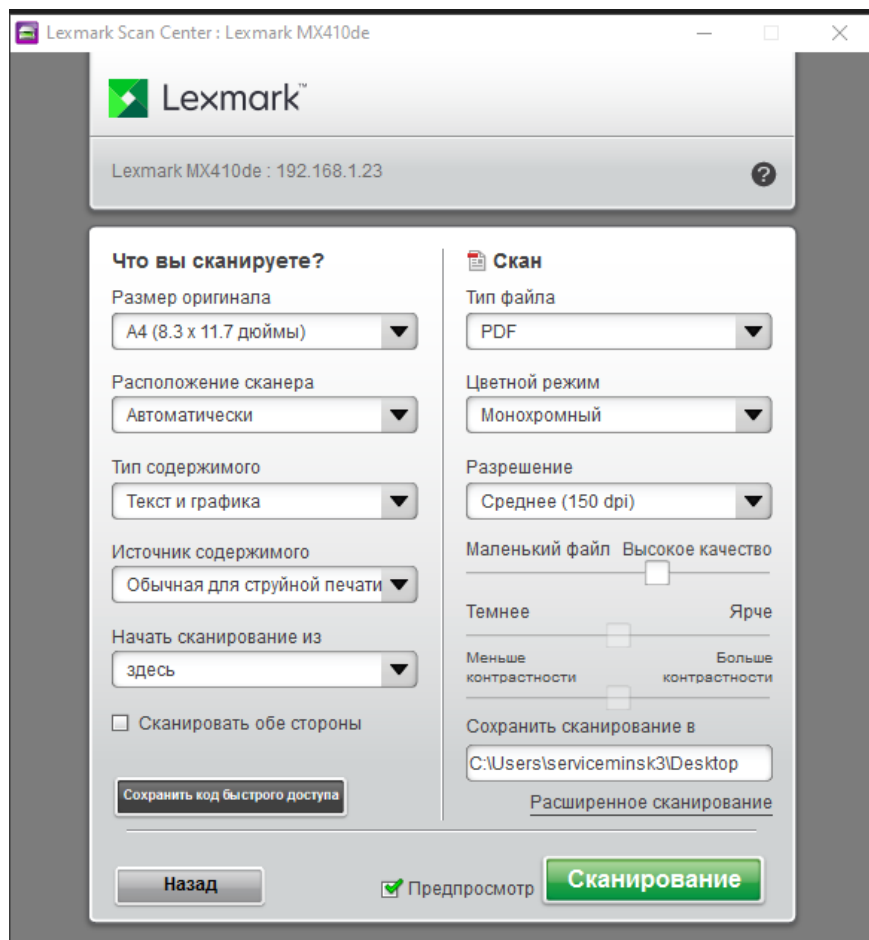 Lexmark Scan Center : Lexmark MX410de
Lexmark™
Lexmark MX410de : 192.168.1.23
?
Что вы сканируете?
Размер оригинала
A4 (8.3 x 11.7 дюймы)
Расположение сканера
Автоматически
Тип содержимого
Текст и графика
Источник содержимого
Обычная для струйной печати
Начать сканирование из
здесь
Сканировать обе стороны
Сохранить код быстрого доступа
Скан
Тип файла
PDF
Цветной режим
Монохромный
Разрешение
Среднее (150 dpi)
Маленький файл Высокое качество
Темнее Ярче
Меньше контрастности
Больше контрастности
Сохранить сканирование в
C:\Users\serviceminsk3\Desktop
Расширенное сканирование
Назад
Предпросмотр
Сканирование